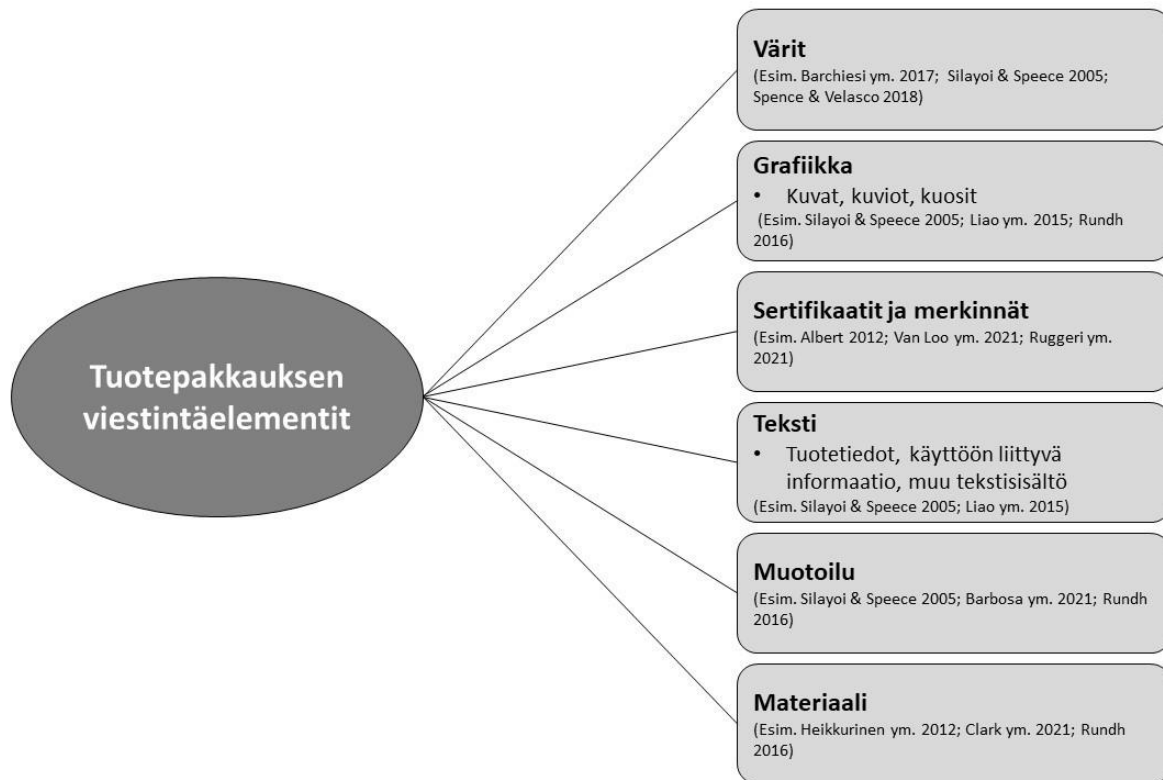 Värit
(Esim. Barchiesi ym. 2017;  Silayoi & Speece 2005;
Spence & Velasco 2018)
Grafiikka
• Kuvat, kuviot, kuosit
(Esim. Silayoi & Speece 2005; Liao ym. 2015; Rundh
2016)
Sertifikaatit ja merkinnät
(Esim. Albert 2012; Van Loo ym. 2021; Ruggeri ym.
2021)
Tuotepakkauksen
viestintäelementit
Teksti
• Tuotetiedot, käyttöön liittyvä
informaatio, muu tekstisisältö
(Esim. Silayoi & Speece 2005; Liao ym. 2015)
Muotoilu
(Esim. Silayoi & Speece 2005; Barbosa ym. 2021; Rundh
2016)
Materiaali
(Esim. Heikkurinen ym. 2012; Clark ym. 2021; Rundh
2016)